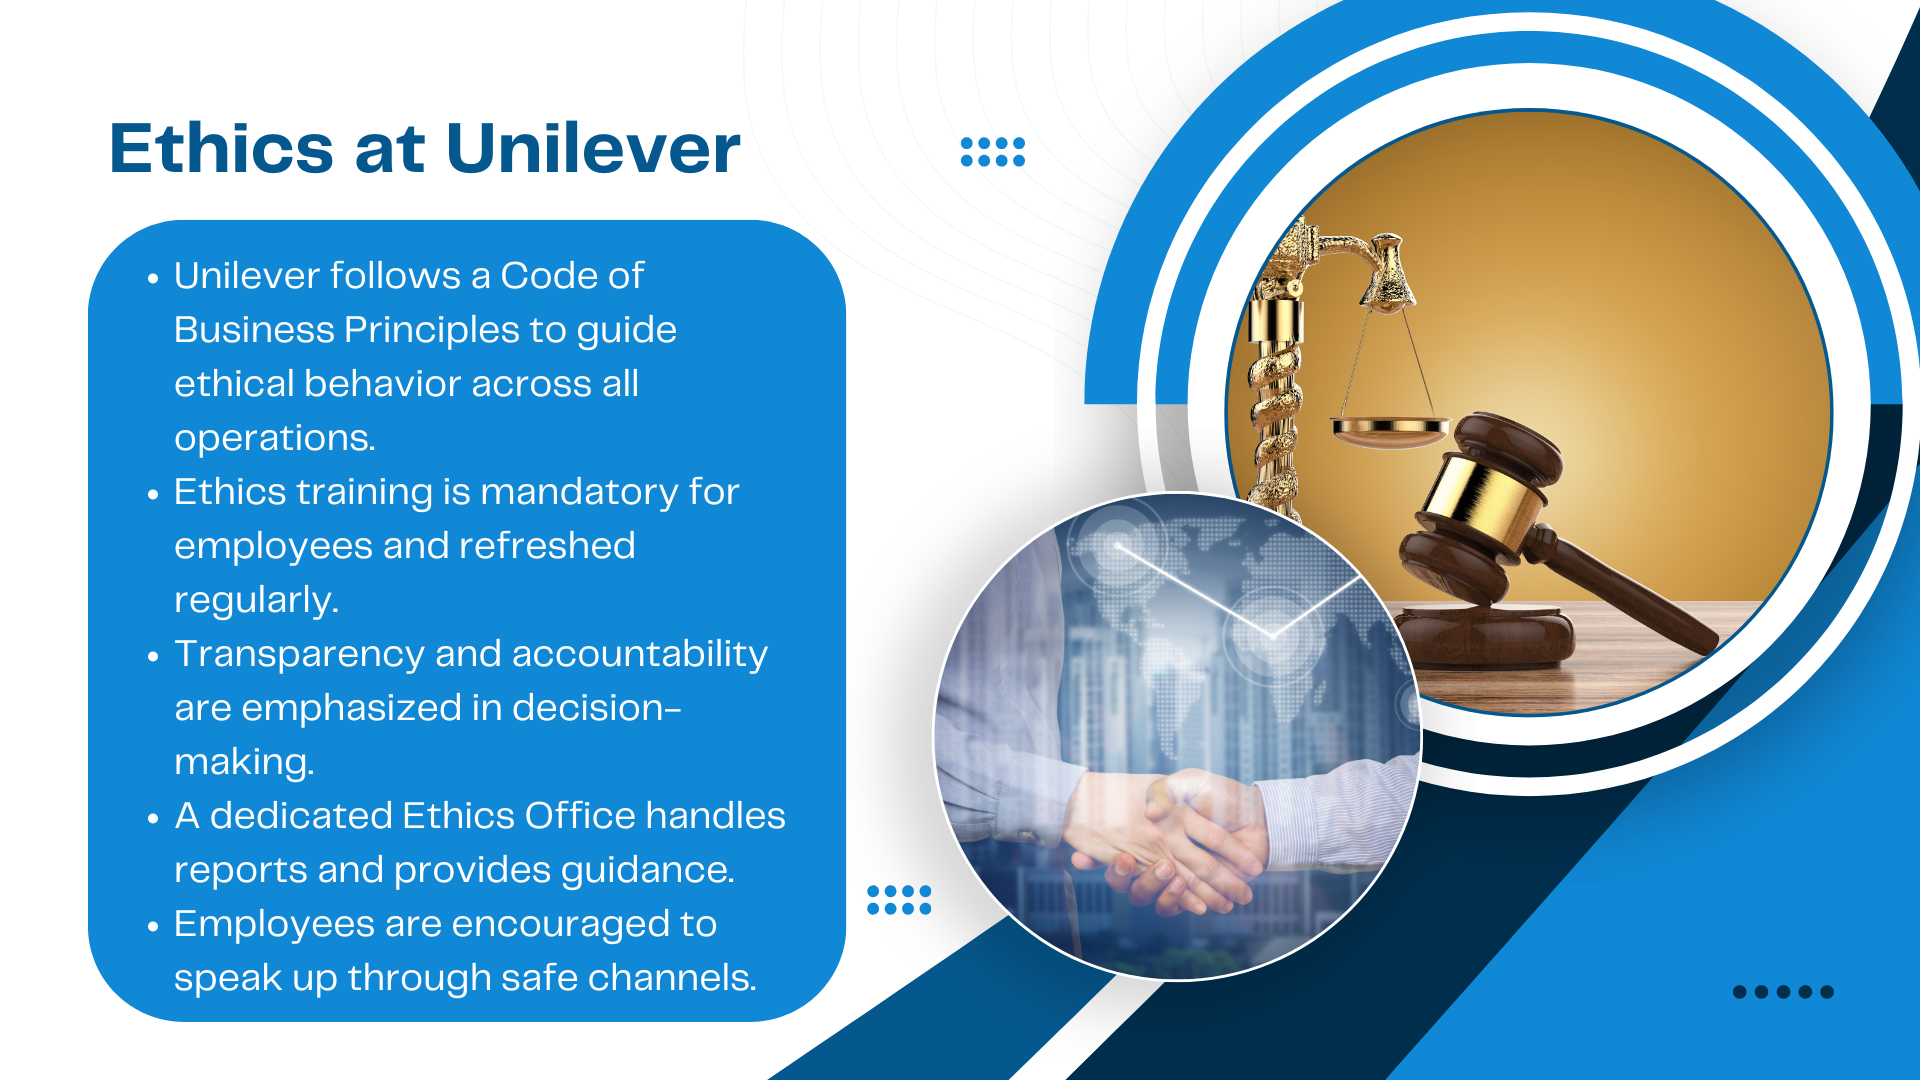 Ethics at Unilever
• Unilever follows a Code of
Business Principles to guide
ethical behavior across all
operations.
• Ethics training is mandatory for
employees and refreshed
regularly.
• Transparency and accountability
are emphasized in decision-
making.
• A dedicated Ethics Office handles
reports and provides guidance.
• Employees are encouraged to
speak up through safe channels.